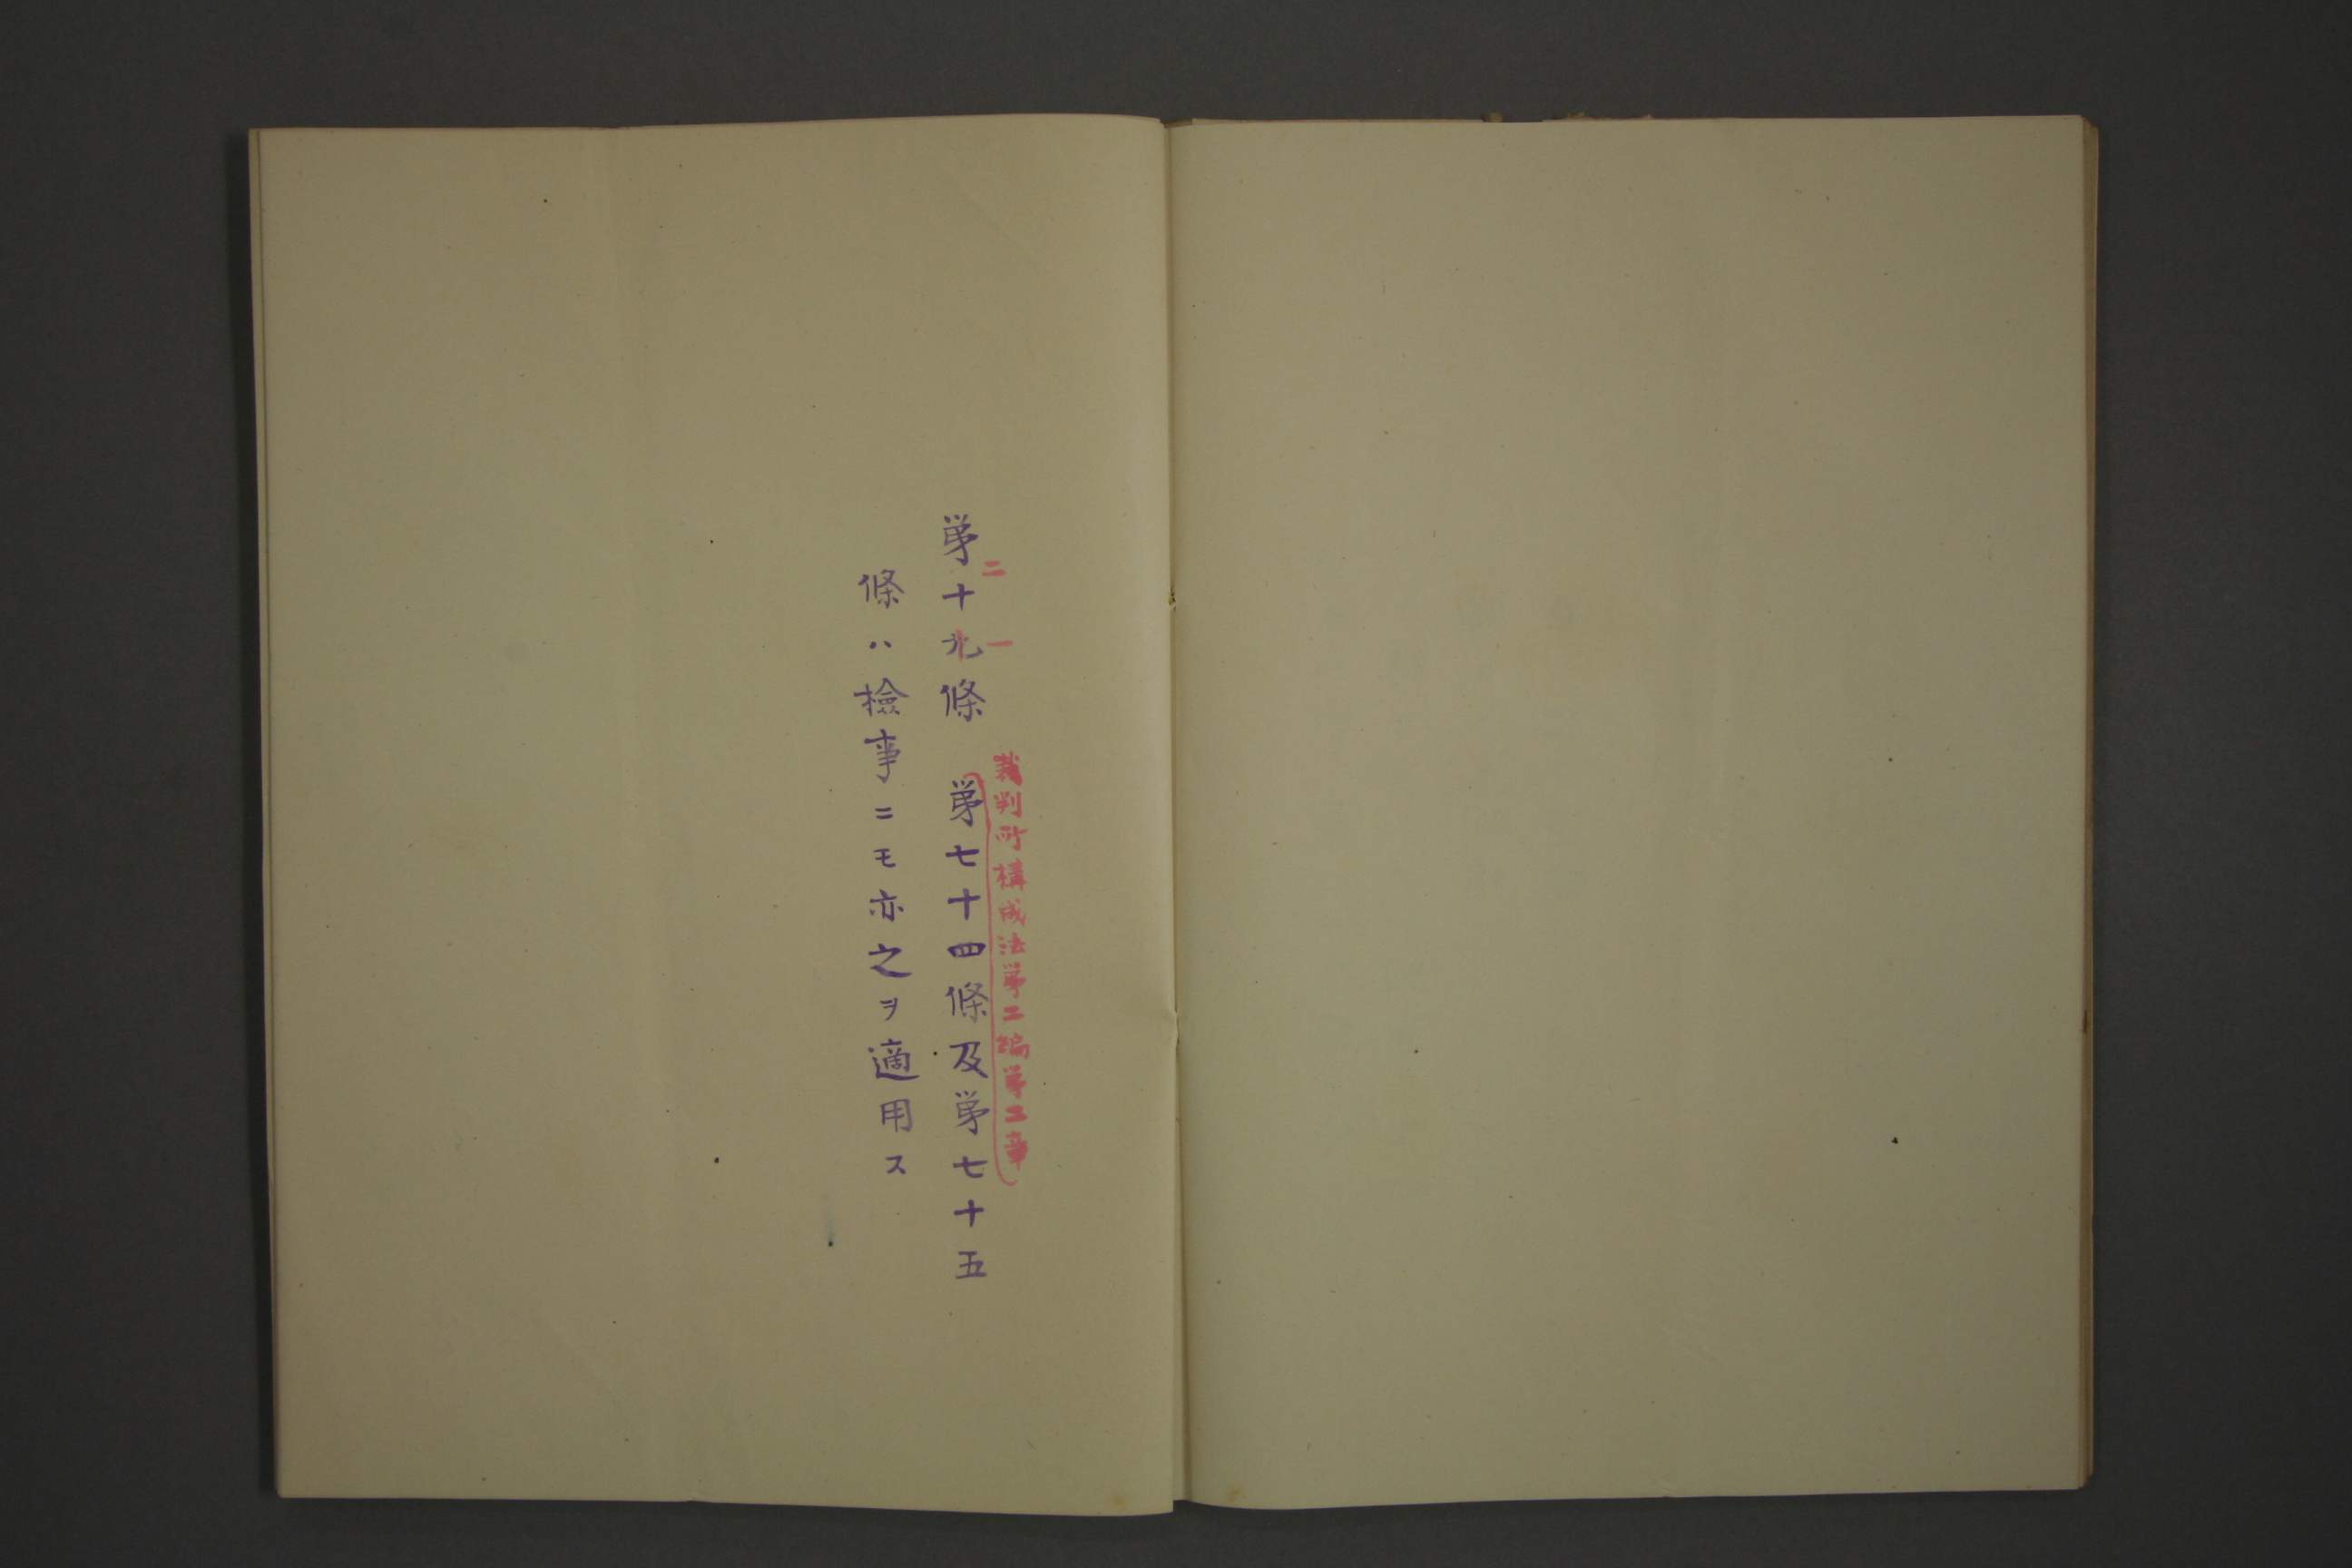 二一
裁判所構成法第二編第二章
第十九條　第七十四條及第七十五
條ハ檢事ニモ亦之ヲ適用ス